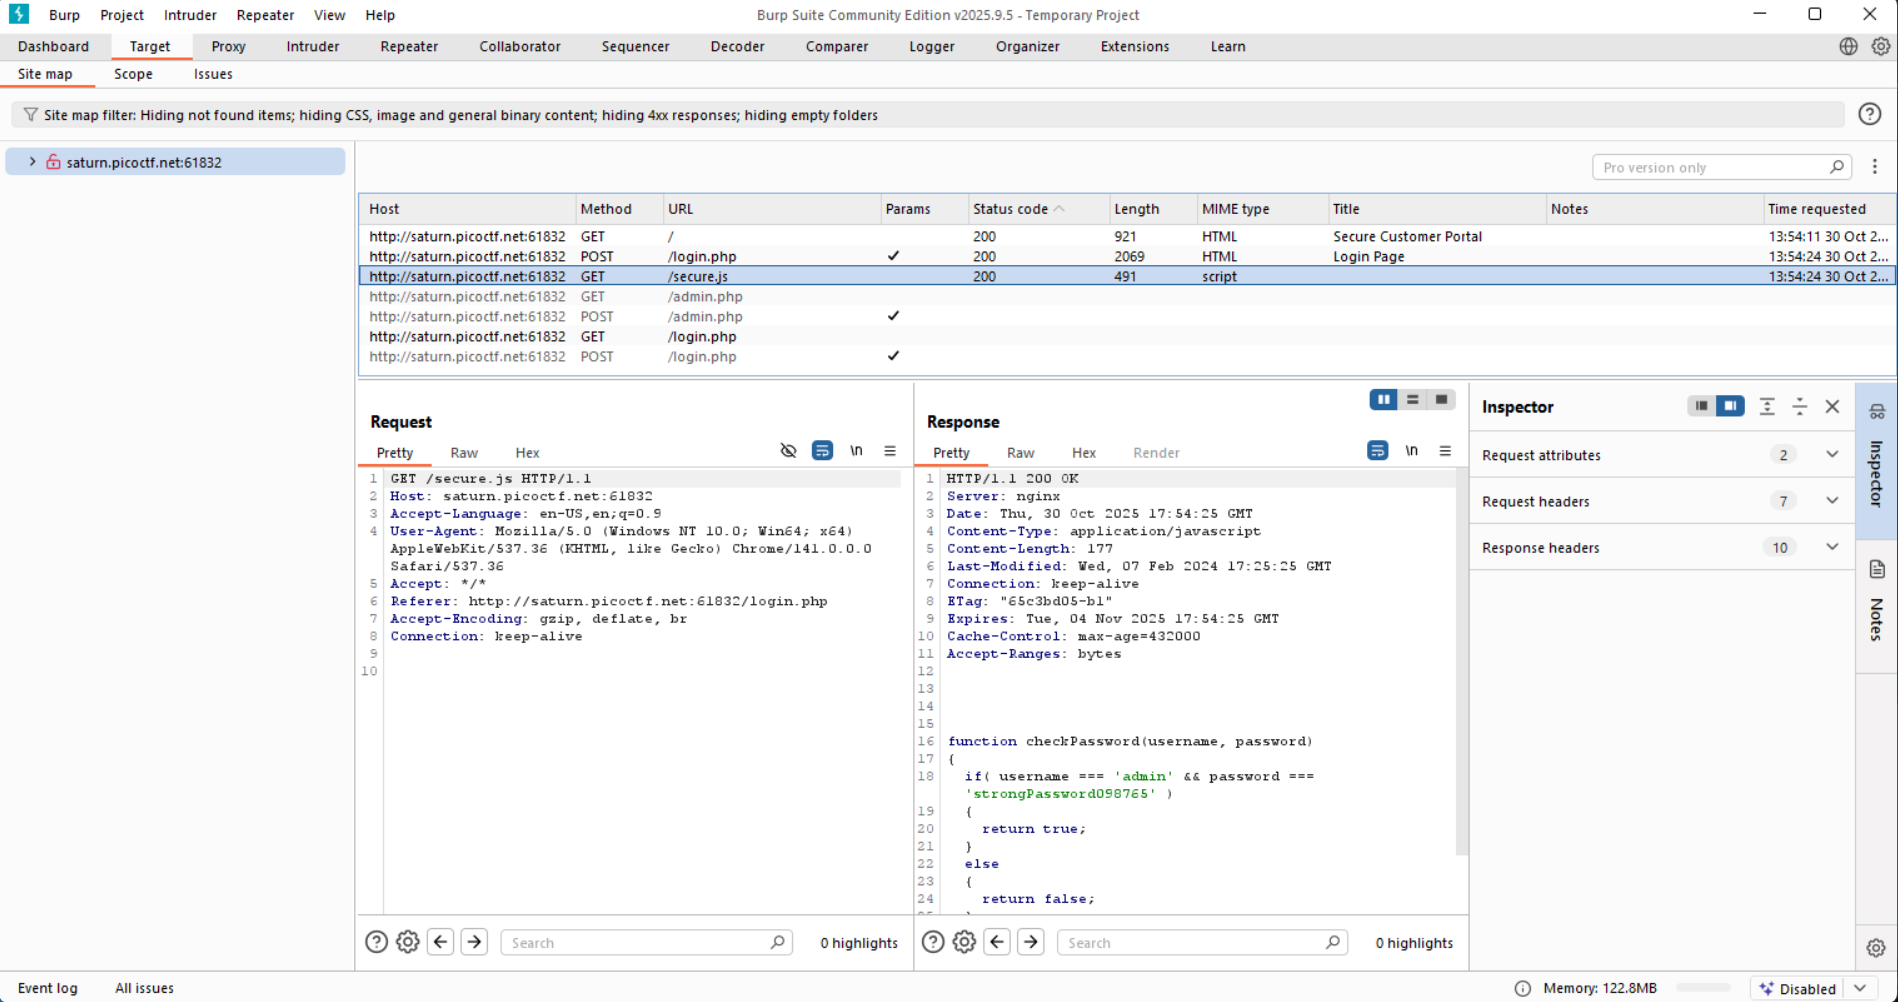 Burp Project Intruder Repeater View Help Burp Suite Community Edition v2025.9.5 - Temporary Project
Dashboard Target Proxy Intruder Repeater Collaborator Sequencer Decoder Comparer Logger Organizer Extensions Learn
Site map Scope Issues
Site map filter: Hiding not found items; hiding CSS, image and general binary content; hiding 4xx responses; hiding empty folders
saturn.picoctf.net:61832
Pro version only
Host Method URL Params Status code Length MIME type Title Notes Time requested
http://saturn.picoctf.net:61832 GET / 200 921 HTML Secure Customer Portal 13:54:11 30 Oct 2...
http://saturn.picoctf.net:61832 POST /login.php ✓ 200 2069 HTML Login Page 13:54:24 30 Oct 2...
http://saturn.picoctf.net:61832 GET /secure.js 200 491 script 13:54:24 30 Oct 2...
http://saturn.picoctf.net:61832 GET /admin.php
http://saturn.picoctf.net:61832 POST /admin.php ✓
http://saturn.picoctf.net:61832 GET /login.php
http://saturn.picoctf.net:61832 POST /login.php ✓
Request
Pretty Raw Hex \n
1 GET /secure.js HTTP/1.1
2 Host: saturn.picoctf.net:61832
3 Accept-Language: en-US,en;q=0.9
4 User-Agent: Mozilla/5.0 (Windows NT 10.0; Win64; x64)
AppleWebKit/537.36 (KHTML, like Gecko) Chrome/141.0.0.0
Safari/537.36
5 Accept: */*
6 Referer: http://saturn.picoctf.net:61832/login.php
7 Accept-Encoding: gzip, deflate, br
8 Connection: keep-alive
9
10
Search 0 highlights
Response
Pretty Raw Hex Render \n
1 HTTP/1.1 200 OK
2 Server: nginx
3 Date: Thu, 30 Oct 2025 17:54:25 GMT
4 Content-Type: application/javascript
5 Content-Length: 177
6 Last-Modified: Wed, 07 Feb 2024 17:25:25 GMT
7 Connection: keep-alive
8 ETag: "65c3bd05-b1"
9 Expires: Tue, 04 Nov 2025 17:54:25 GMT
10 Cache-Control: max-age=432000
11 Accept-Ranges: bytes
12
13
14
15
16 function checkPassword(username, password)
17 {
18 if( username === 'admin' && password ===
'strongPassword098765' )
19 {
20 return true;
21 }
22 else
23 {
24 return false;
Search 0 highlights
Inspector
Request attributes 2
Request headers 7
Response headers 10
Inspector
Notes
Event log All issues Memory: 122.8MB Disabled